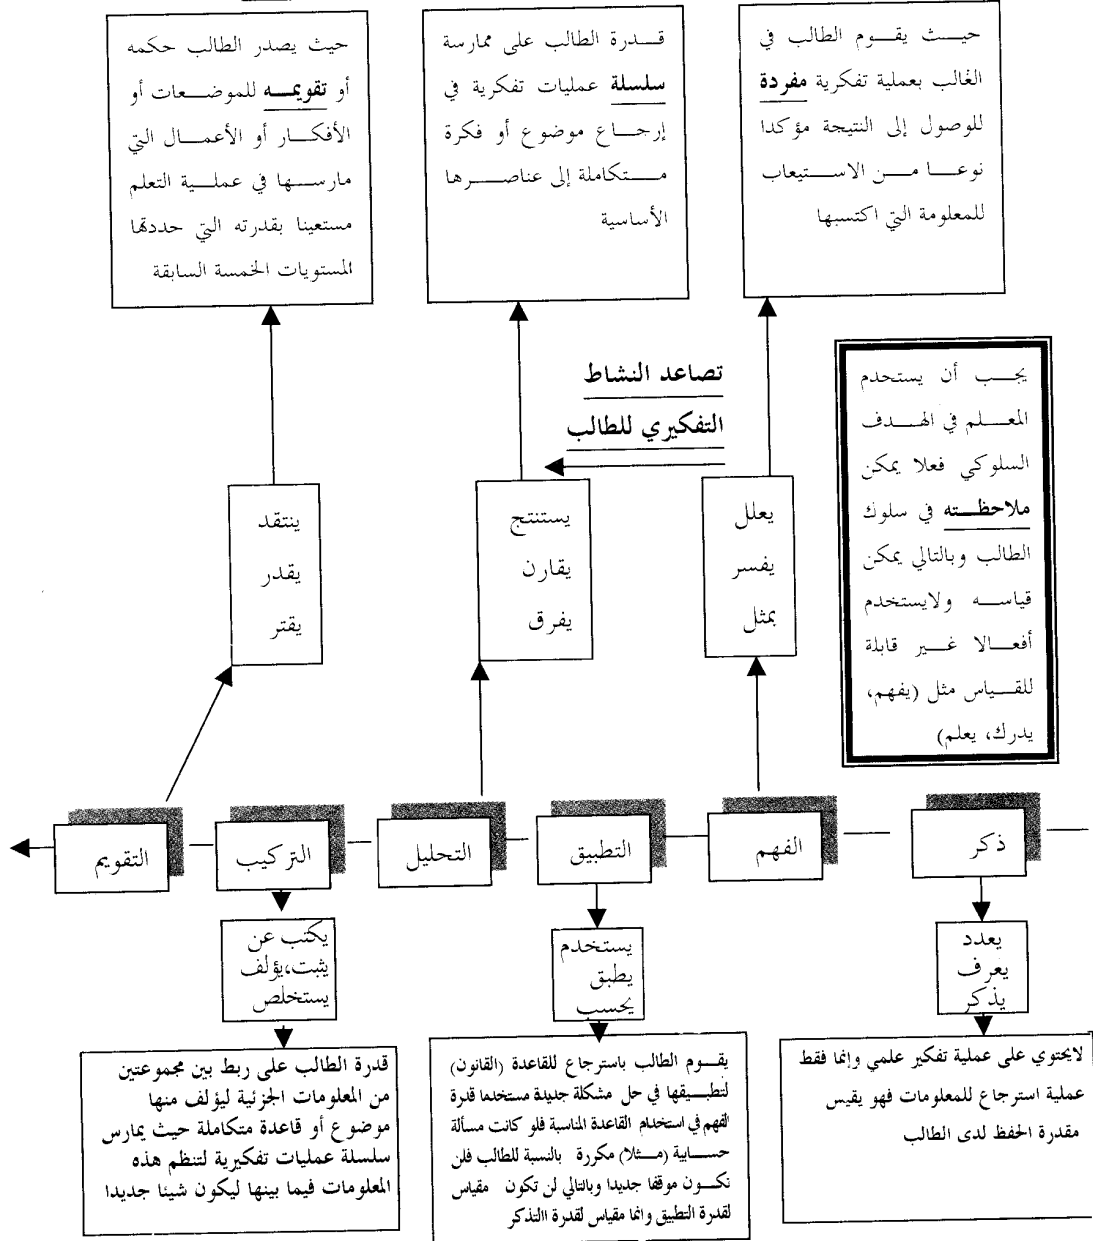 حيث يقوم الطالب في
الغالب بعملية تفكرية مفردة
للوصول إلى النتيجة مؤكدا
نوعا من الاستيعاب
للمعلومة التي اكتسبها
قدرة الطالب على ممارسة
سلسلة عمليات تفكرية في
إرجاع موضوع أو فكرة
متكاملة إلى عناصرها
الأساسية
حيث يصدر الطالب حكمه
أو تقويمه للموضعات أو
الأفكار أو الأعمال التي
مارسها في عملية التعلم
مستعينا بقدرته التي حددتها
المستويات الخمسة السابقة
يجب أن يستحدم
المعلم في الهدف
السلوكي فعلا يمكن
ملاحظته في سلوك
الطالب وبالتالي يمكن
قياسه ولايستخدم
أفعالا غير قابلة
للقياس مثل (يفهم،
يدرك، يعلم)
تصاعد النشاط
التفكيري للطالب
يعلل
يفسر
يمثل
يستنتج
يقارن
يفرق
ينتقد
يقدر
يقتر
ذكر
الفهم
التطبيق
التحليل
التركيب
التقويم
يعدد
يعرف
يذكر
يستخدم
يطبق
يحسب
يكتب عن
يثبت،يؤلف
يستخلص
لايحتوي على عملية تفكير علمي وإنما فقط
عملية استرجاع للمعلومات فهو يقيس
مقدرة الحفظ لدى الطالب
يقوم الطالب باسترجاع للقاعدة (القانون)
لتطبيقها في حل مشكلة جديدة مستخدما قدرة
الفهم في استخدام القاعدة المناسبة فلو كانت مسألة
حسابية (مثلا) مكررة بالنسبة للطالب فلن
نكون موقفا جديدا وبالتالي لن تكون مقياس
لقدرة التطبيق وانما مقياس لقدرة االتذكر
قدرة الطالب على ربط بين مجموعتين
من المعلومات الجزئية ليؤلف منها
موضوع أو قاعدة متكاملة حيث يمارس
سلسلة عمليات تفكيرية لتنظم هذه
المعلومات فيما بينها ليكون شيئا جديدا